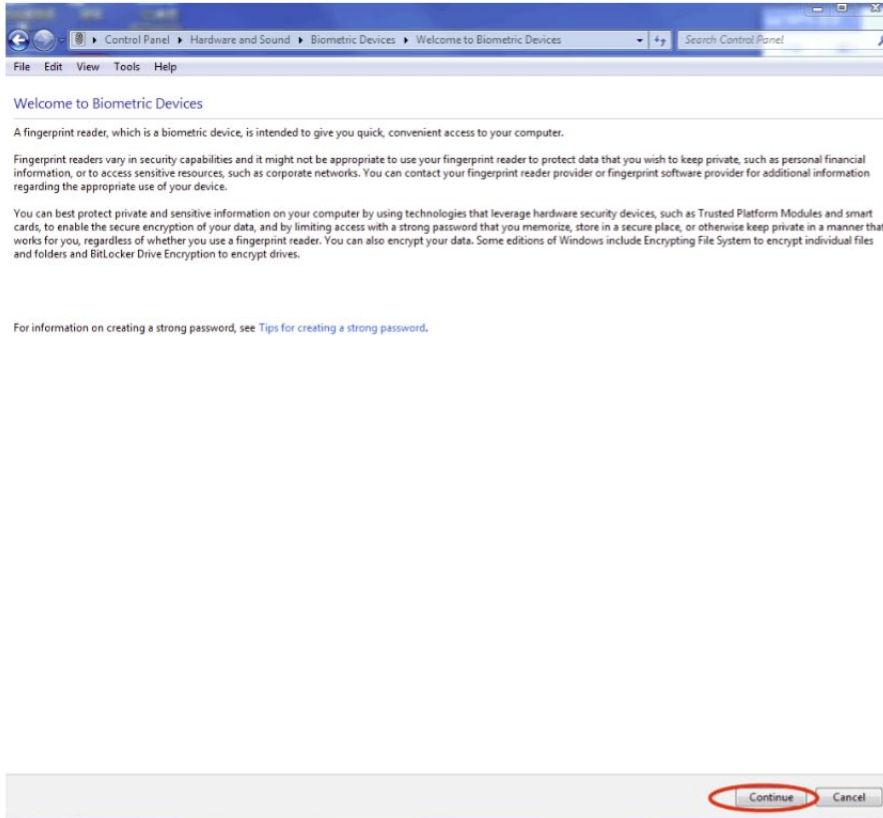 Control Panel ▸ Hardware and Sound ▸ Biometric Devices ▸ Welcome to Biometric Devices
Search Control Panel
File Edit View Tools Help
Welcome to Biometric Devices
A fingerprint reader, which is a biometric device, is intended to give you quick, convenient access to your computer.
Fingerprint readers vary in security capabilities and it might not be appropriate to use your fingerprint reader to protect data that you wish to keep private, such as personal financial
information, or to access sensitive resources, such as corporate networks. You can contact your fingerprint reader provider or fingerprint software provider for additional information
regarding the appropriate use of your device.
You can best protect private and sensitive information on your computer by using technologies that leverage hardware security devices, such as Trusted Platform Modules and smart
cards, to enable the secure encryption of your data, and by limiting access with a strong password that you memorize, store in a secure place, or otherwise keep private in a manner that
works for you, regardless of whether you use a fingerprint reader. You can also encrypt your data. Some editions of Windows include Encrypting File System to encrypt individual files
and folders and BitLocker Drive Encryption to encrypt drives.
For information on creating a strong password, see Tips for creating a strong password.
Continue Cancel